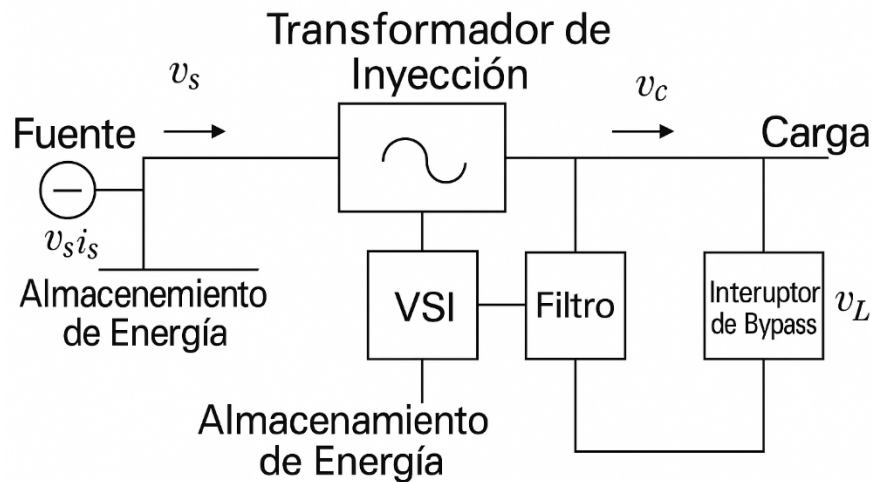 Transformador de
Inyección
v_s
v_c
Fuente
Carga
v_s i_s
Almacenemiento
de Energía
VSI
Filtro
Interuptor
de Bypass
v_L
Almacenamiento
de Energía